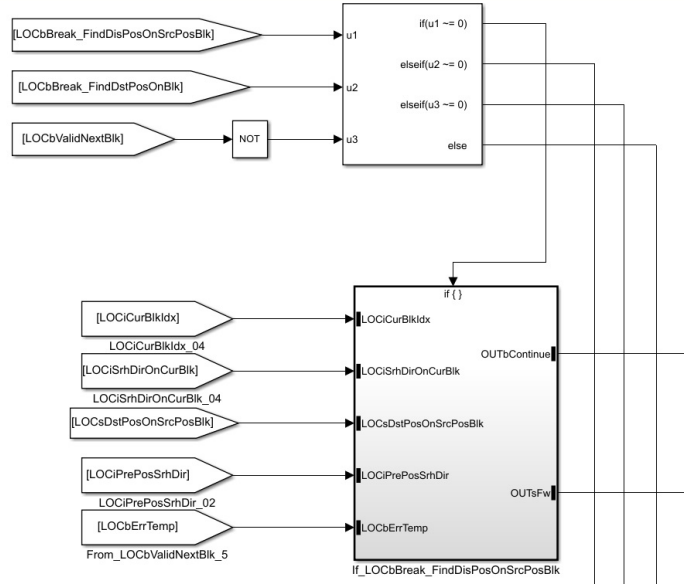 [LOCbBreak_FindDisPosOnSrcPosBlk]
u1
if(u1 ~= 0)
elseif(u2 ~= 0)
[LOCbBreak_FindDstPosOnBlk]
u2
elseif(u3 ~= 0)
[LOCbValidNextBlk]
NOT
u3
else
if { }
[LOCiCurBlkIdx]
LOCiCurBlkIdx
LOCiCurBlkIdx_04
OUTbContinue
[LOCiSrhDirOnCurBlk]
LOCiSrhDirOnCurBlk
LOCiSrhDirOnCurBlk_04
[LOCsDstPosOnSrcPosBlk]
LOCsDstPosOnSrcPosBlk
[LOCiPrePosSrhDir]
LOCiPrePosSrhDir
LOCiPrePosSrhDir_02
OUTsFw
[LOCbErrTemp]
LOCbErrTemp
From_LOCbValidNextBlk_5
If_LOCbBreak_FindDisPosOnSrcPosBlk